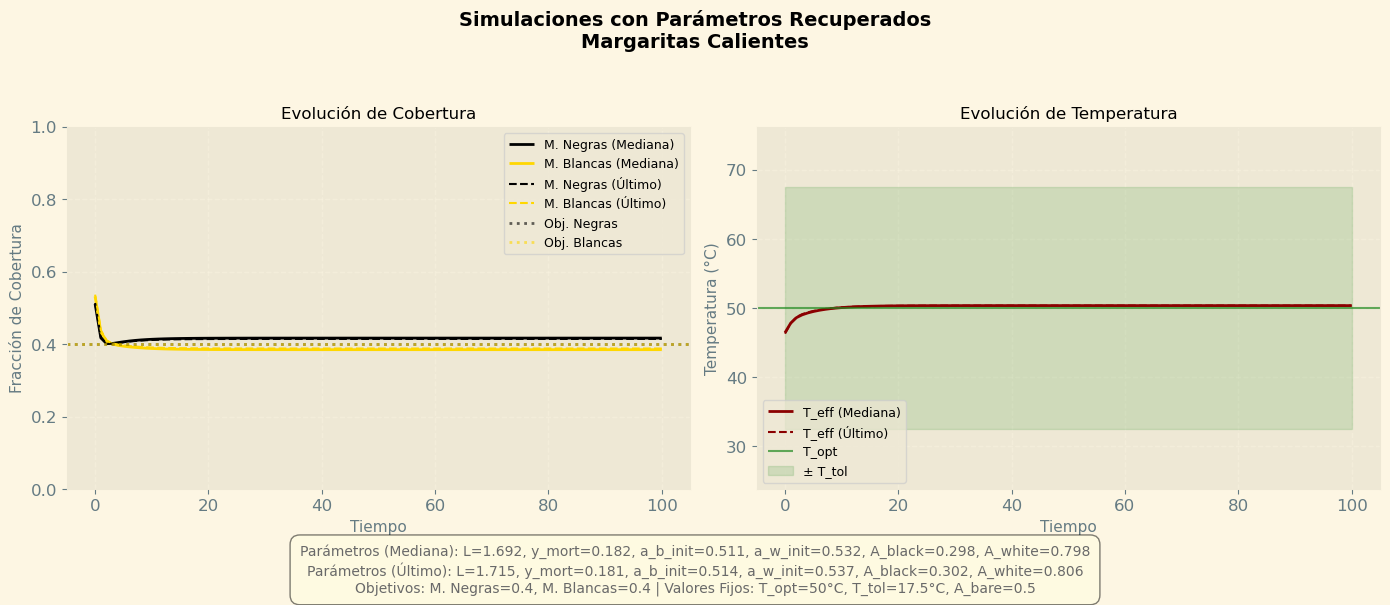 Simulaciones con Parámetros Recuperados
Margaritas Calientes
Evolución de Cobertura
Fracción de Cobertura
1.0
0.8
0.6
0.4
0.2
0.0
0
20
40
60
80
100
Tiempo
M. Negras (Mediana)
M. Blancas (Mediana)
M. Negras (Último)
M. Blancas (Último)
Obj. Negras
Obj. Blancas
Evolución de Temperatura
Temperatura (°C)
70
60
50
40
30
0
20
40
60
80
100
Tiempo
T_eff (Mediana)
T_eff (Último)
T_opt
± T_tol
Parámetros (Mediana): L=1.692, y_mort=0.182, a_b_init=0.511, a_w_init=0.532, A_black=0.298, A_white=0.798
Parámetros (Último): L=1.715, y_mort=0.181, a_b_init=0.514, a_w_init=0.537, A_black=0.302, A_white=0.806
Objetivos: M. Negras=0.4, M. Blancas=0.4 | Valores Fijos: T_opt=50°C, T_tol=17.5°C, A_bare=0.5